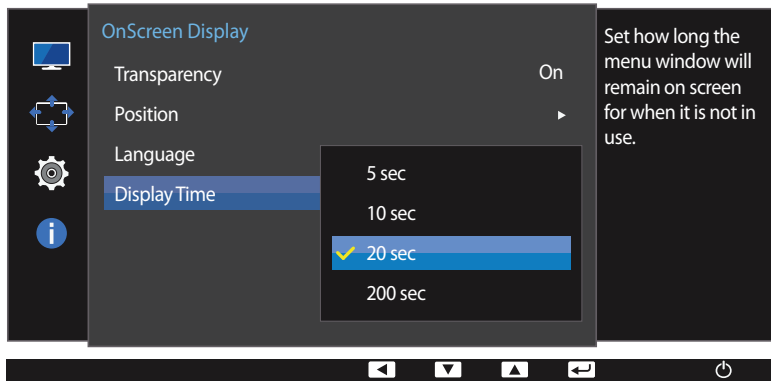 OnScreen Display
Transparency On
Position
Language
Display Time
5 sec
10 sec
20 sec
200 sec
Set how long the
menu window will
remain on screen
for when it is not in
use.